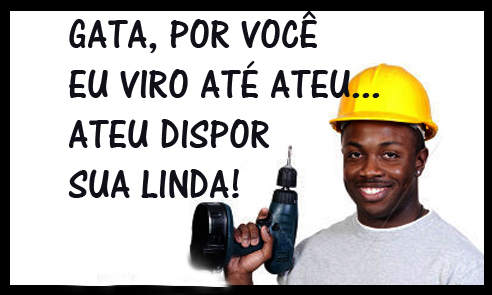 GATA, POR VOCÊ
EU VIRO ATÉ ATEU...
ATEU DISPOR
SUA LINDA!